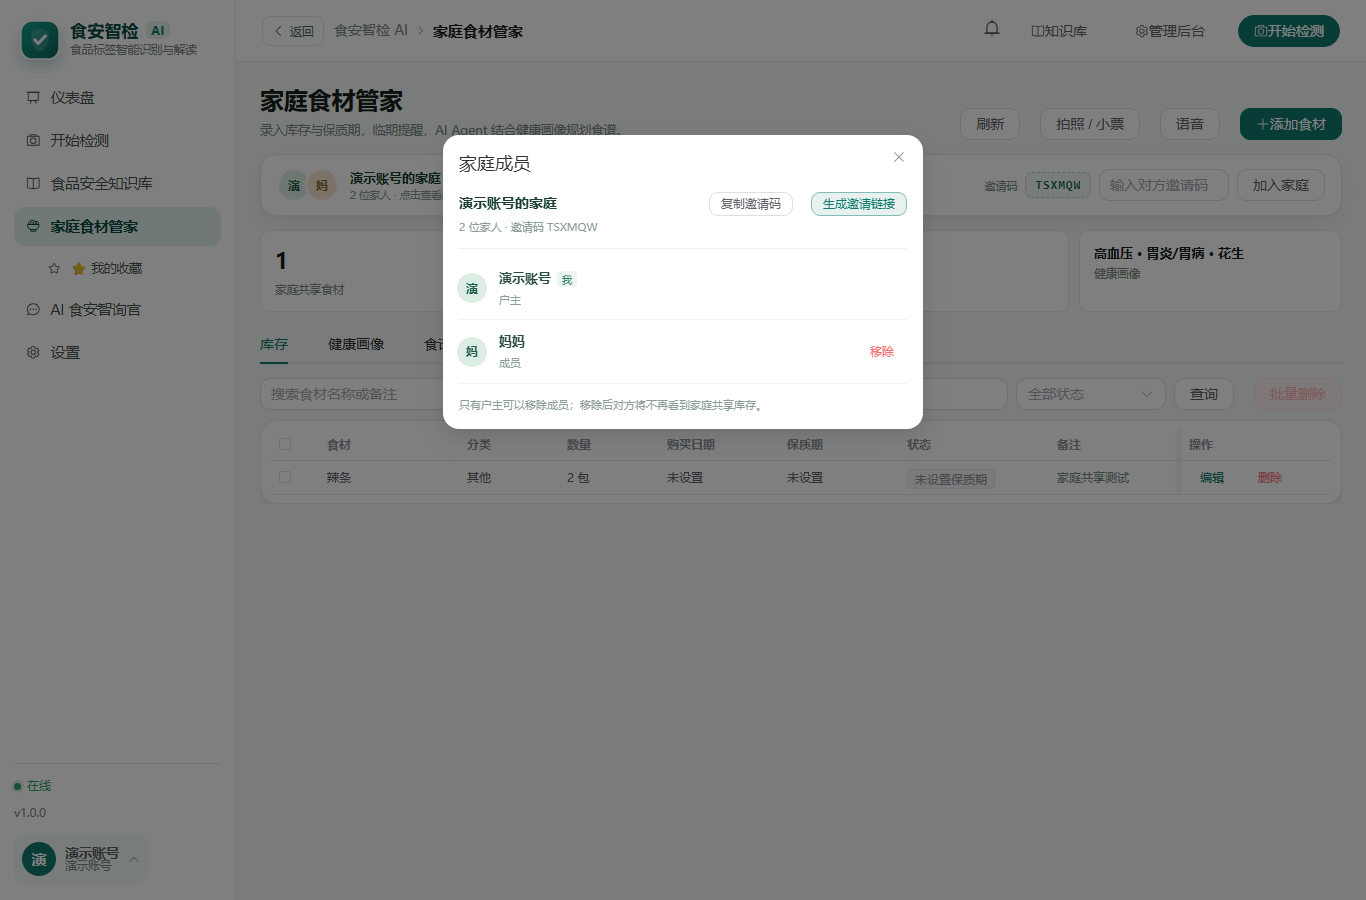 食安智检 AI
食品标签智能识别与解读
仪表盘
开始检测
食品安全知识库
家庭食材管家
我的收藏
AI 食安智询官
设置
在线
v1.0.0
演
演示账号
演示账号
返回
食安智检 AI
家庭食材管家
知识库
管理后台
开始检测
家庭食材管家
录入库存与保质期，临期提醒，AI Agent 结合健康画像规划食谱。
刷新
拍照 / 小票
语音
添加食材
演 妈
演示账号的家庭
2 位家人 · 点击查看
邀请码 TSXMQW 输入对方邀请码 加入家庭
1
家庭共享食材
高血压 • 胃炎/胃病 • 花生
健康画像
库存 健康画像
搜索食材名称或备注 全部状态 查询 批量删除
食材 分类 数量 购买日期 保质期 状态 备注 操作
辣条 其他 2 包 未设置 未设置 未设置保质期 家庭共享测试 编辑 删除
家庭成员
演示账号的家庭
2 位家人 · 邀请码 TSXMQW
复制邀请码
生成邀请链接
演
演示账号 我
户主
妈
妈妈
成员
移除
只有户主可以移除成员；移除后对方将不再看到家庭共享库存。